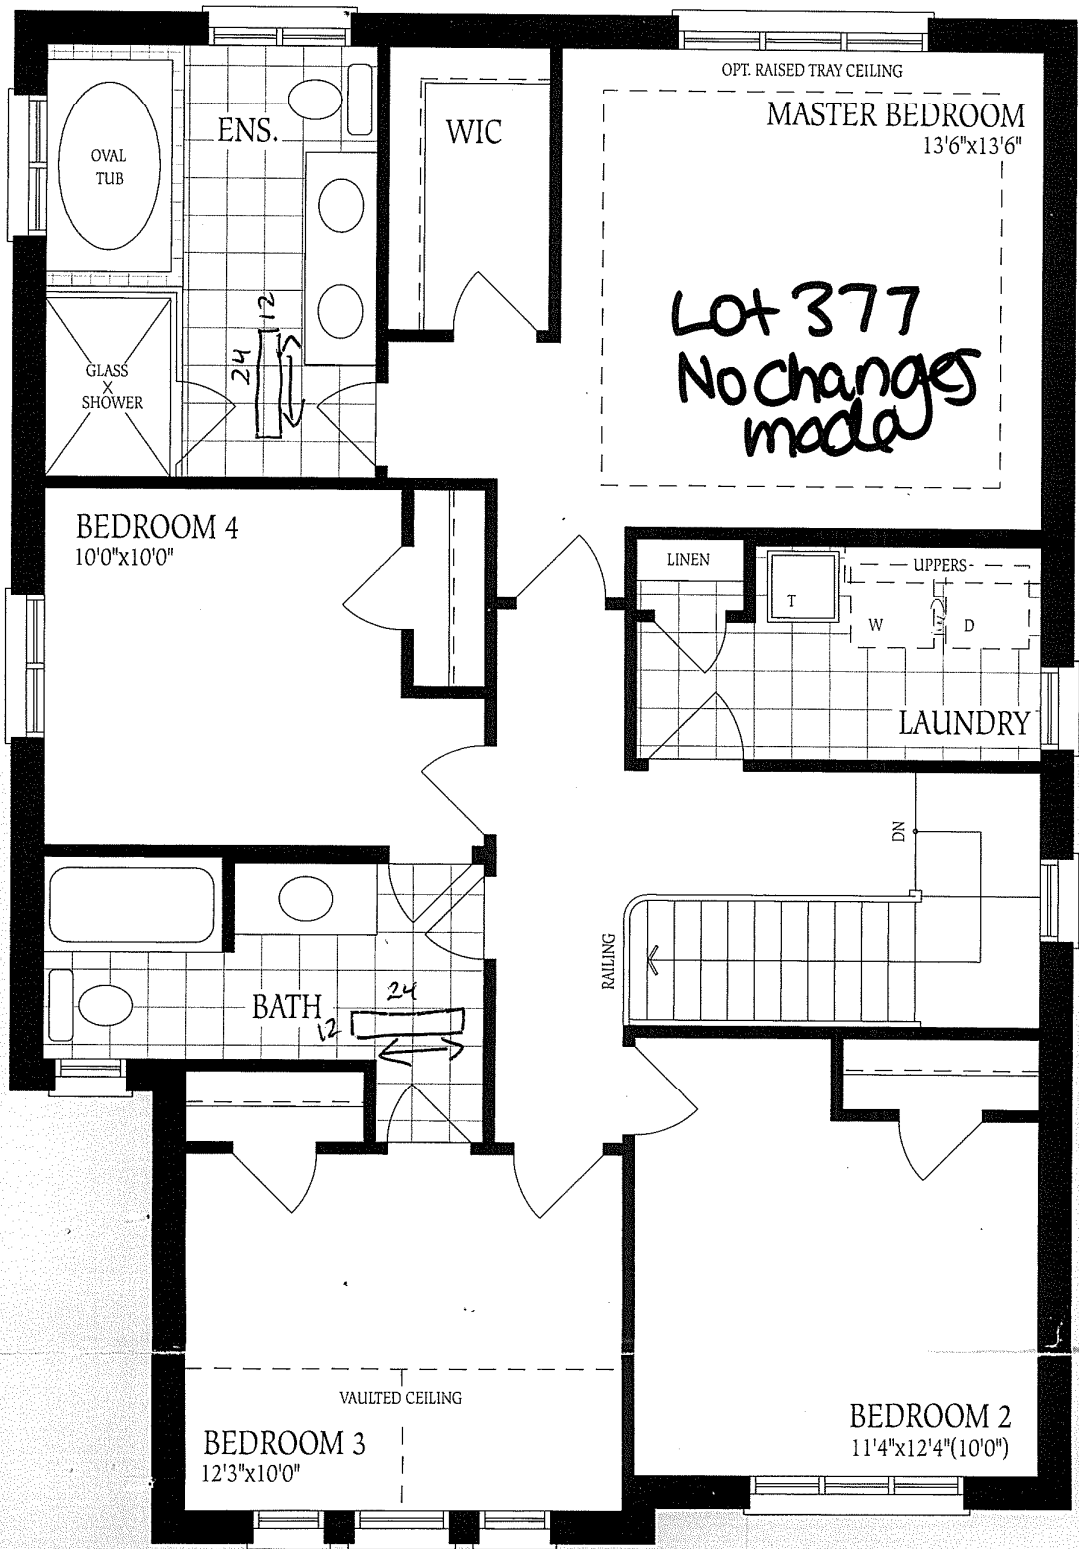 OPT. RAISED TRAY CEILING
MASTER BEDROOM
13'6"x13'6"
ENS.
WIC
OVAL
TUB
12
24
GLASS
X
SHOWER
Lot 377
No changes
made
BEDROOM 4
10'0"x10'0"
LINEN
UPPERS
T
W
D
LAUNDRY
DN
RAILING
BATH
24
12
VAULTED CEILING
BEDROOM 3
12'3"x10'0"
BEDROOM 2
11'4"x12'4"(10'0")